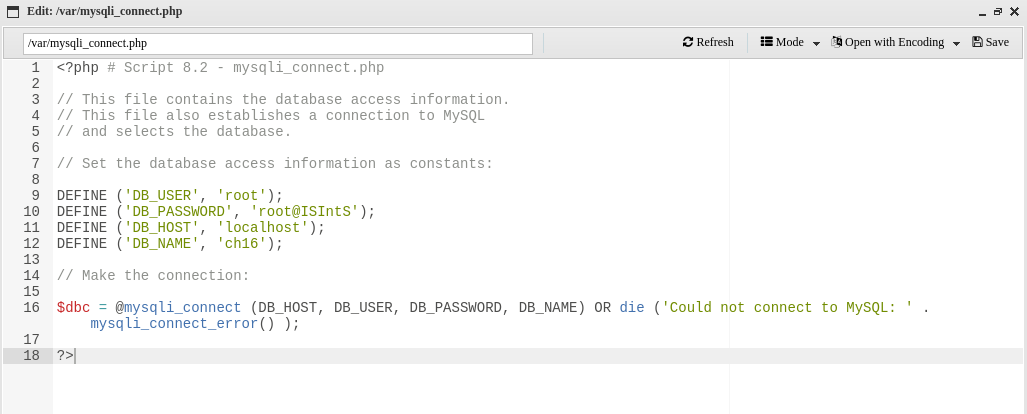 Edit: /var/mysqli_connect.php
/var/mysqli_connect.php Refresh Mode Open with Encoding Save
1 <?php # Script 8.2 - mysqli_connect.php
2
3 // This file contains the database access information.
4 // This file also establishes a connection to MySQL
5 // and selects the database.
6
7 // Set the database access information as constants:
8
9 DEFINE ('DB_USER', 'root');
10 DEFINE ('DB_PASSWORD', 'root@ISIntS');
11 DEFINE ('DB_HOST', 'localhost');
12 DEFINE ('DB_NAME', 'ch16');
13
14 // Make the connection:
15
16 $dbc = @mysqli_connect (DB_HOST, DB_USER, DB_PASSWORD, DB_NAME) OR die ('Could not connect to MySQL: ' .
mysqli_connect_error() );
17
18 ?>